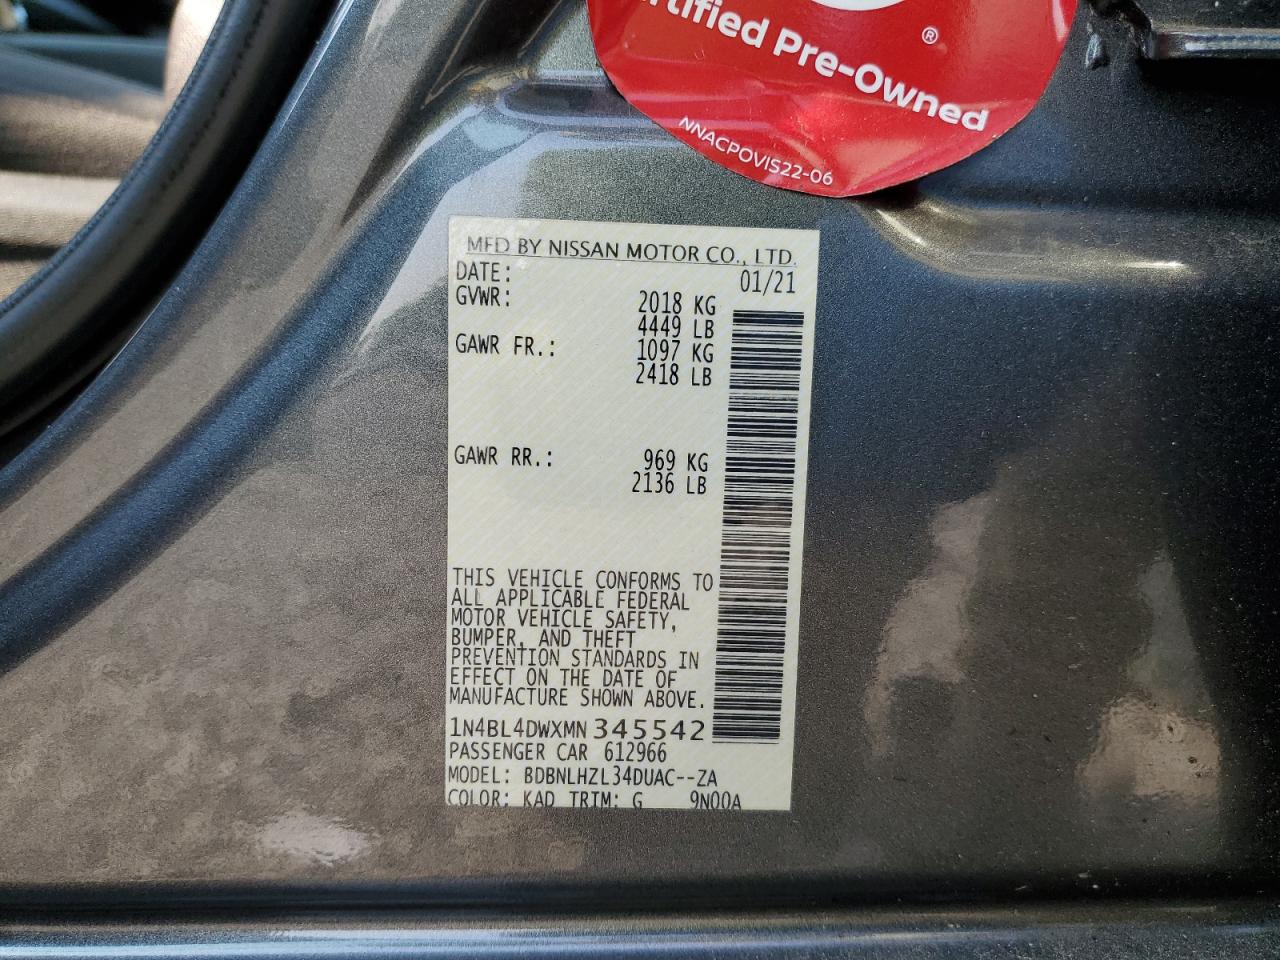 rtified Pre-Owned
®
NNACPOVIS22-06
MFD BY NISSAN MOTOR CO., LTD.
DATE: 01/21
GVWR: 2018 KG
4449 LB
GAWR FR.: 1097 KG
2418 LB
GAWR RR.: 969 KG
2136 LB
THIS VEHICLE CONFORMS TO
ALL APPLICABLE FEDERAL
MOTOR VEHICLE SAFETY,
BUMPER, AND THEFT
PREVENTION STANDARDS IN
EFFECT ON THE DATE OF
MANUFACTURE SHOWN ABOVE.
1N4BL4DWXMN 345542
PASSENGER CAR 612966
MODEL: BDBNLHZL34DUAC--ZA
COLOR: KAD TRIM: G 9N00A